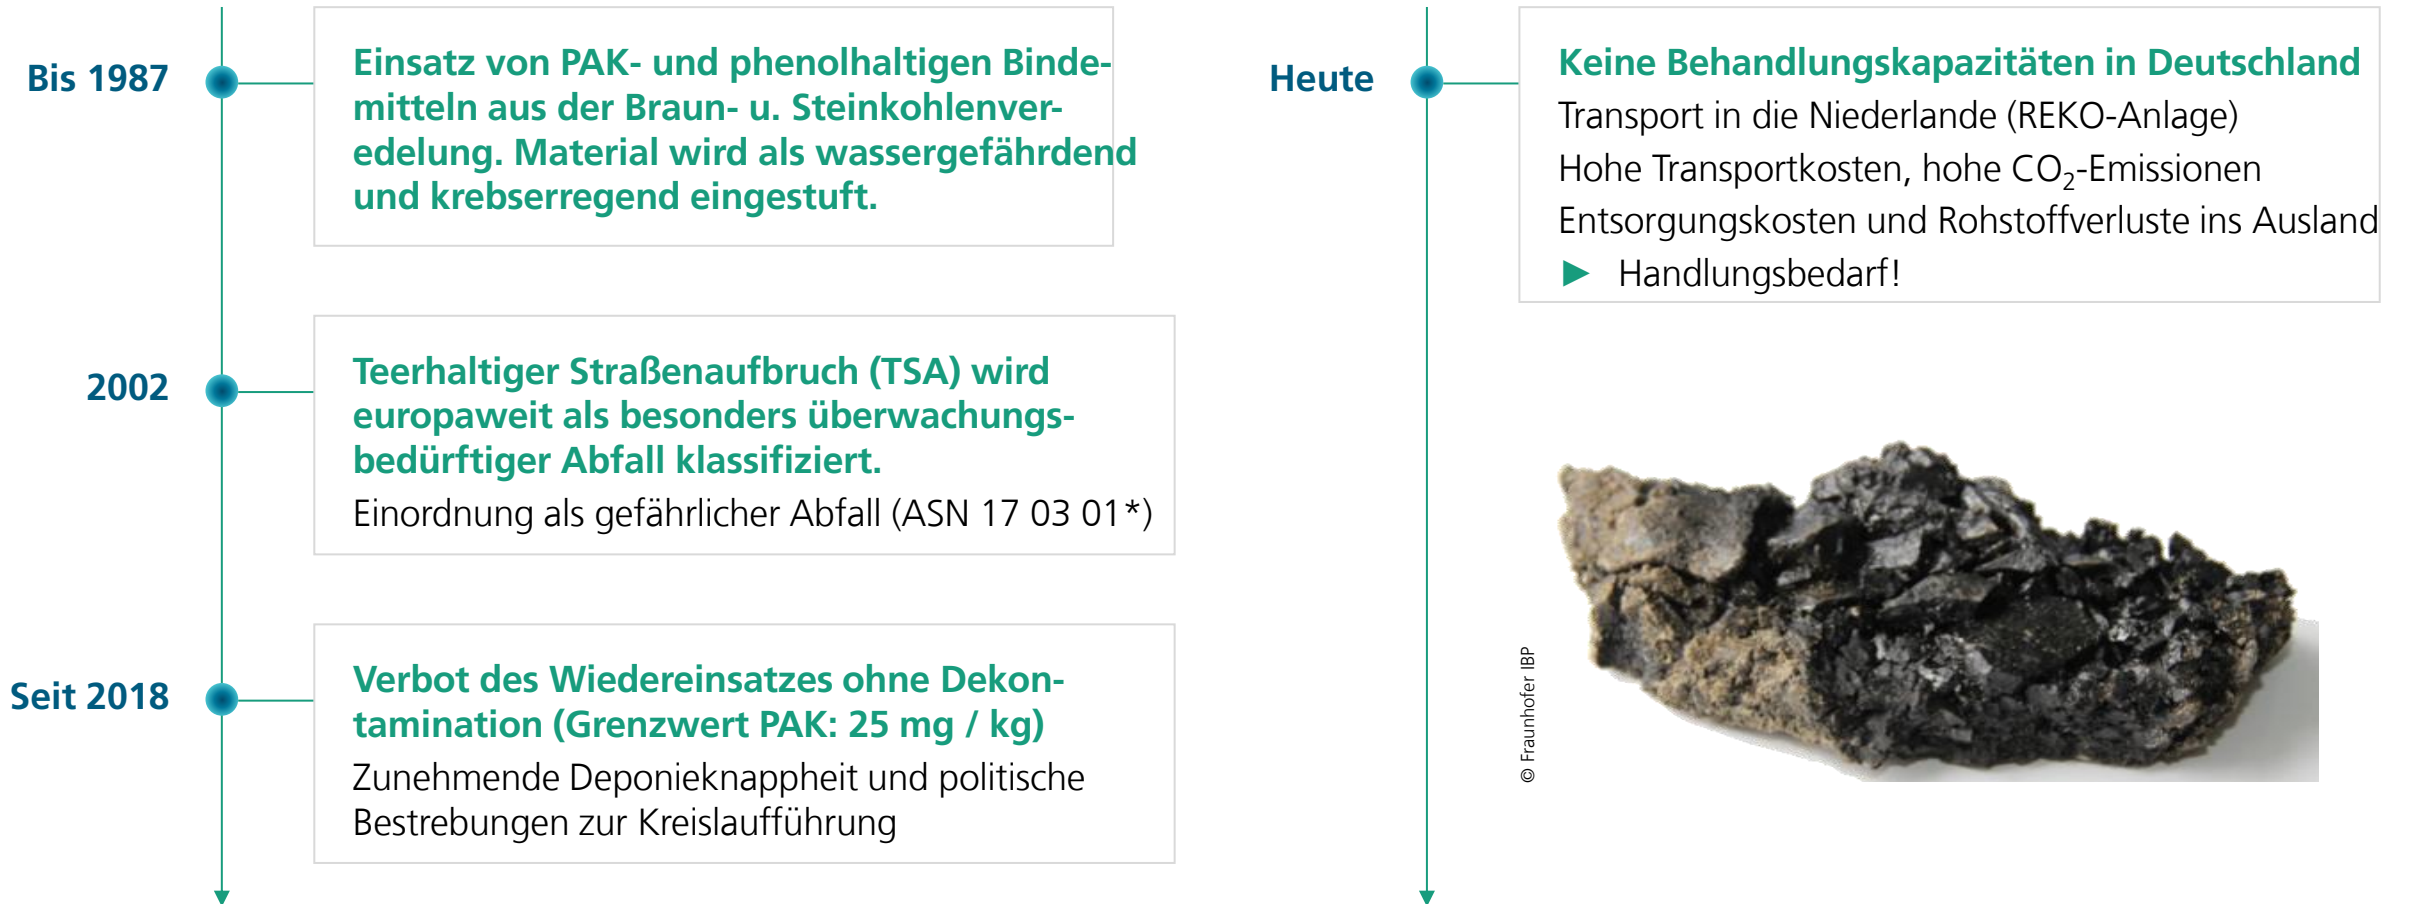 Bis 1987
Einsatz von PAK- und phenolhaltigen Binde-
mitteln aus der Braun- u. Steinkohlenver-
edelung. Material wird als wassergefährdend
und krebserregend eingestuft.
2002
Teerhaltiger Straßenaufbruch (TSA) wird
europaweit als besonders überwachungs-
bedürftiger Abfall klassifiziert.
Einordnung als gefährlicher Abfall (ASN 17 03 01*)
Seit 2018
Verbot des Wiedereinsatzes ohne Dekon-
tamination (Grenzwert PAK: 25 mg / kg)
Zunehmende Deponieknappheit und politische
Bestrebungen zur Kreislaufführung
Heute
Keine Behandlungskapazitäten in Deutschland
Transport in die Niederlande (REKO-Anlage)
Hohe Transportkosten, hohe CO₂-Emissionen
Entsorgungskosten und Rohstoffverluste ins Ausland
► Handlungsbedarf!
© Fraunhofer IBP